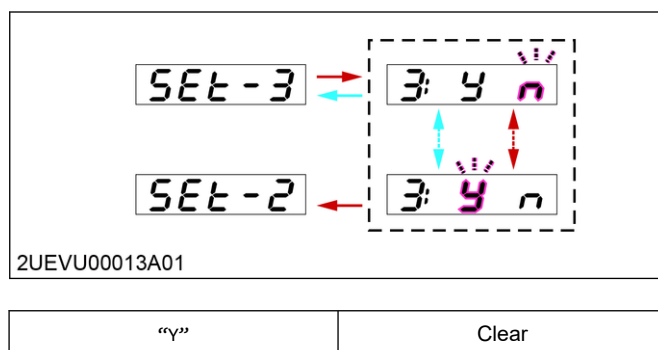 SEt-3
3: Y n
SEt-2
3: Y n
2UEVU00013A01
“Y” Clear